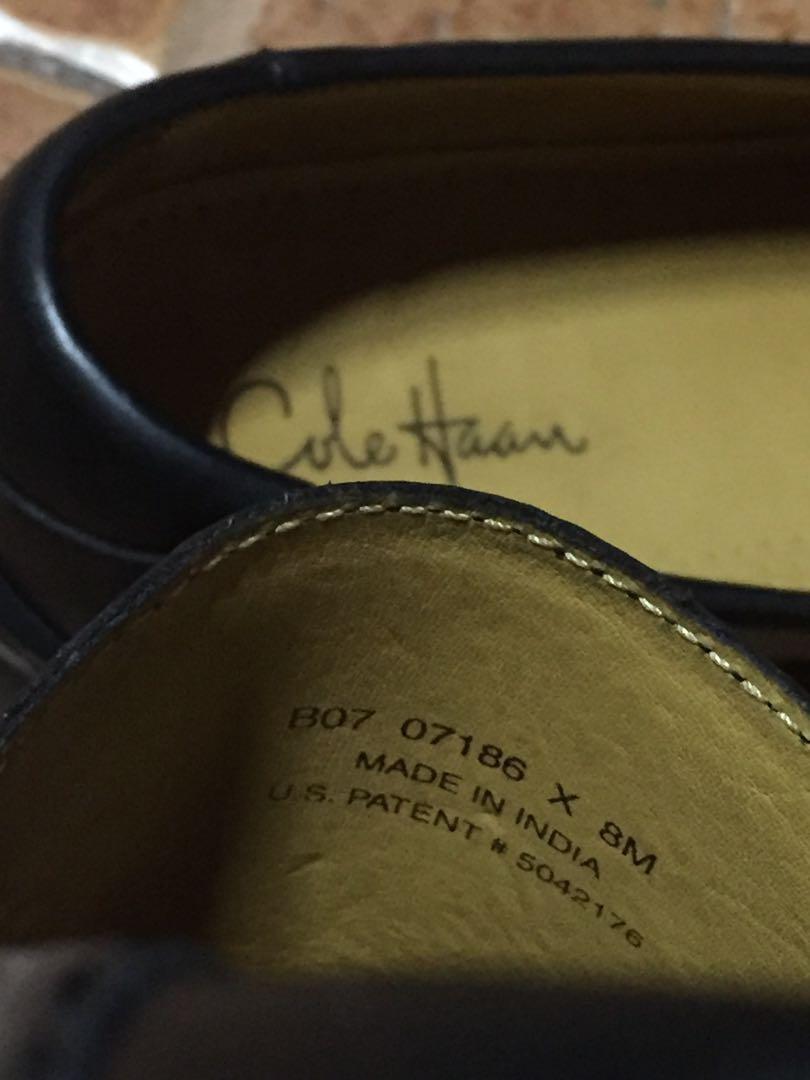 Cole Haan
B07 07186 X 8M
MADE IN INDIA
U.S. PATENT # 5042176